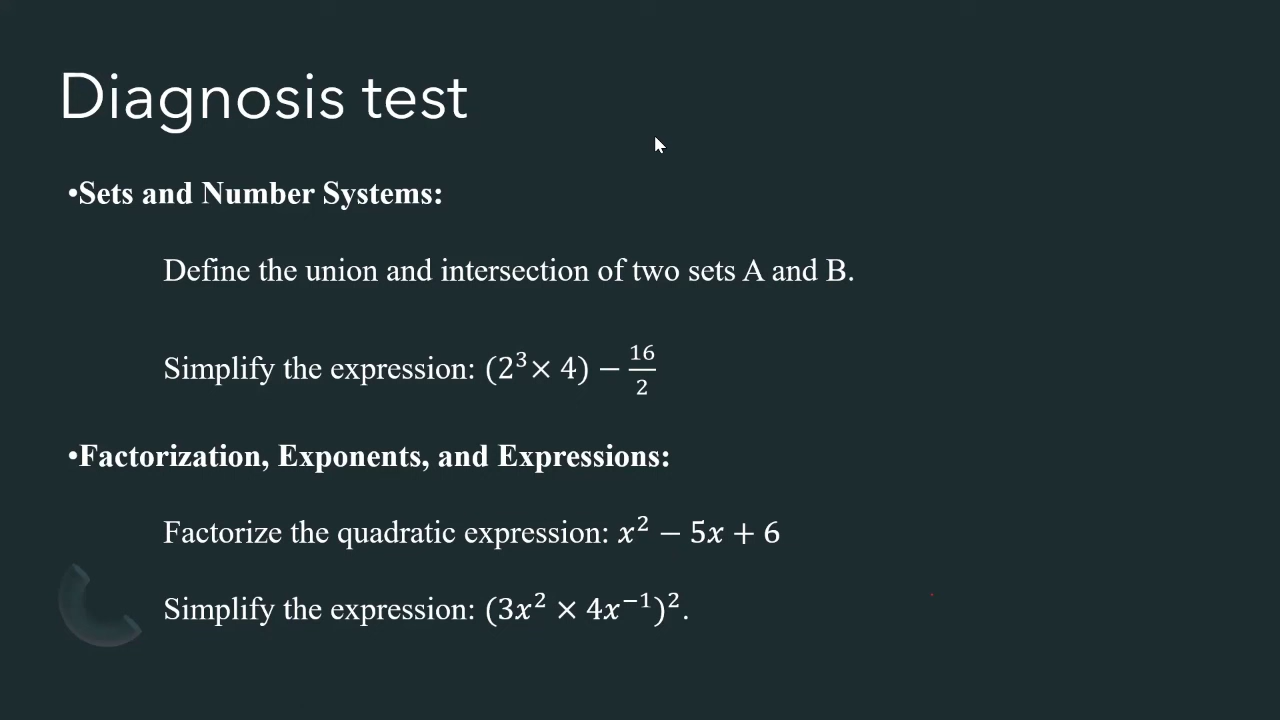 Diagnosis test
•Sets and Number Systems:
Define the union and intersection of two sets A and B.
Simplify the expression: (2³× 4) − 16/2
•Factorization, Exponents, and Expressions:
Factorize the quadratic expression: x² − 5x + 6
Simplify the expression: (3x² × 4x⁻¹)².